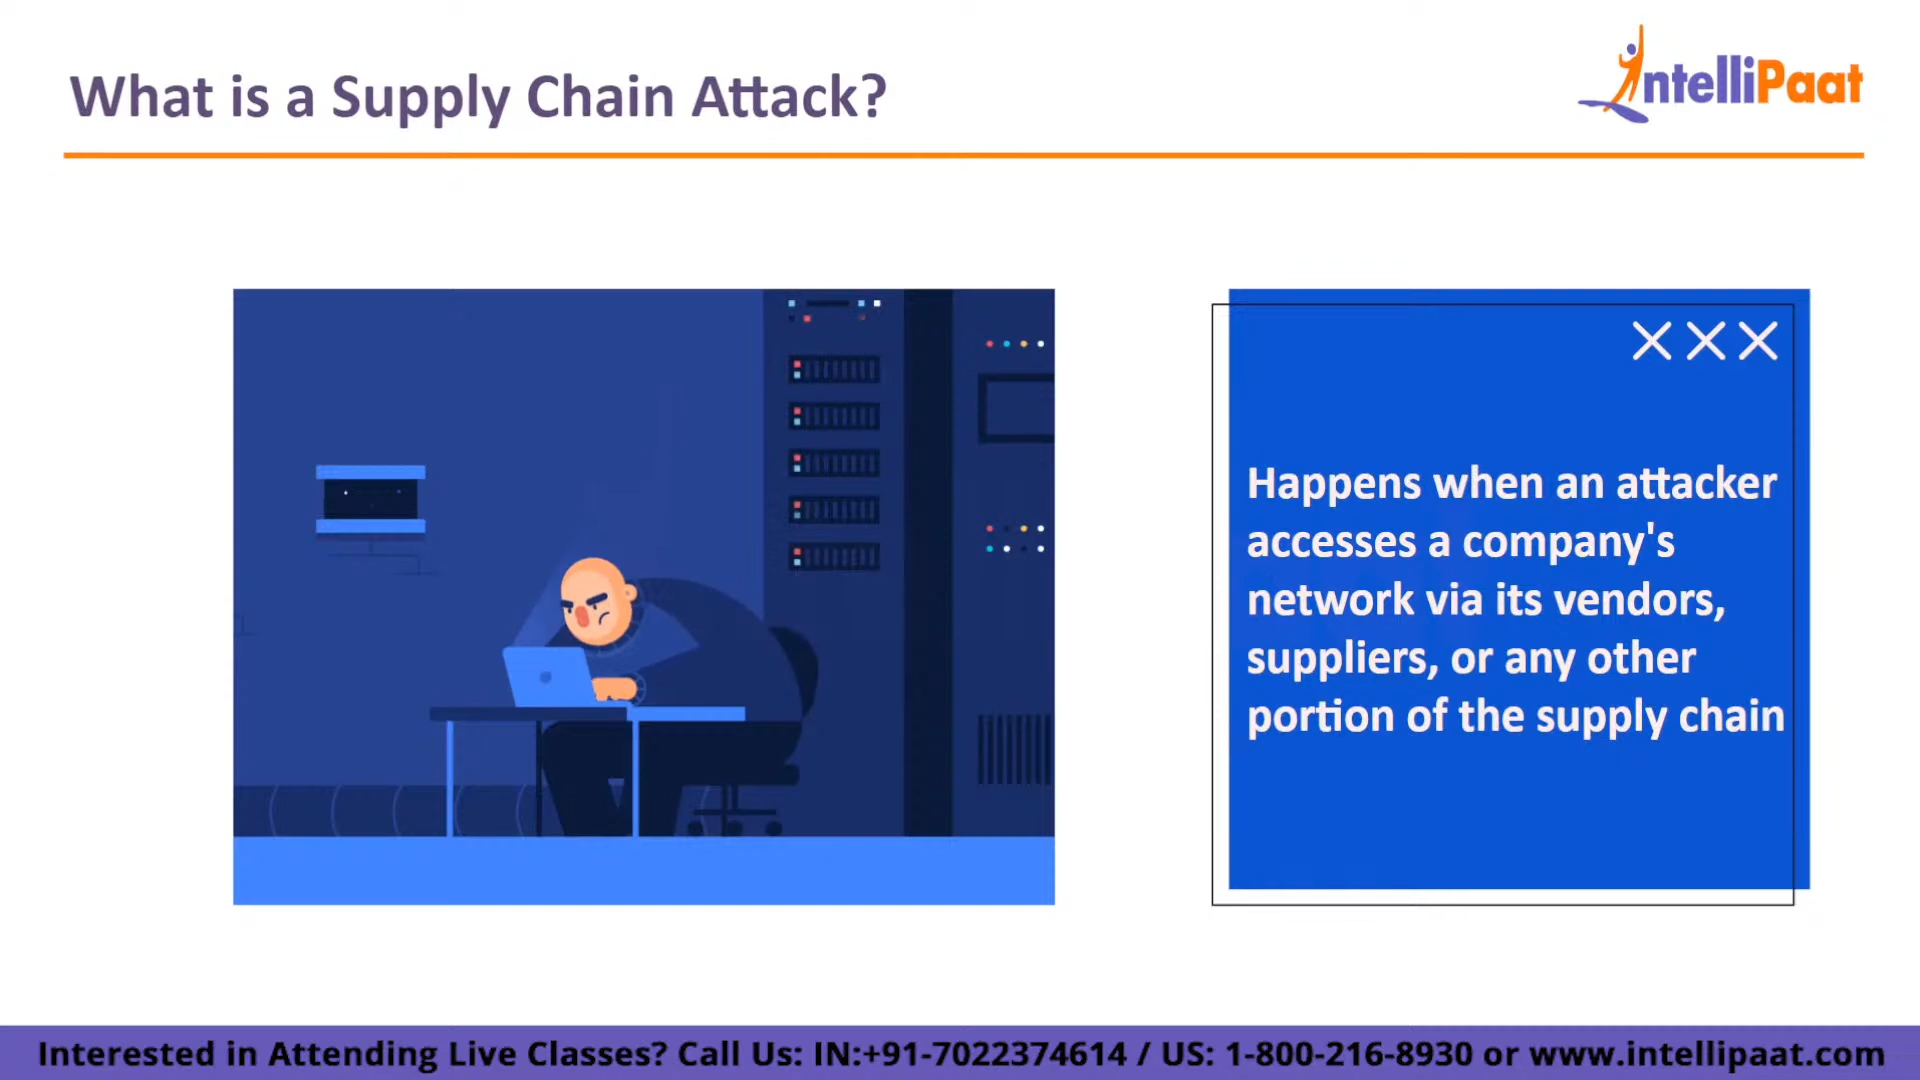 What is a Supply Chain Attack?
IntelliPaat
Happens when an attacker
accesses a company's
network via its vendors,
suppliers, or any other
portion of the supply chain
Interested in Attending Live Classes? Call Us: IN:+91-7022374614 / US: 1-800-216-8930 or www.intellipaat.com